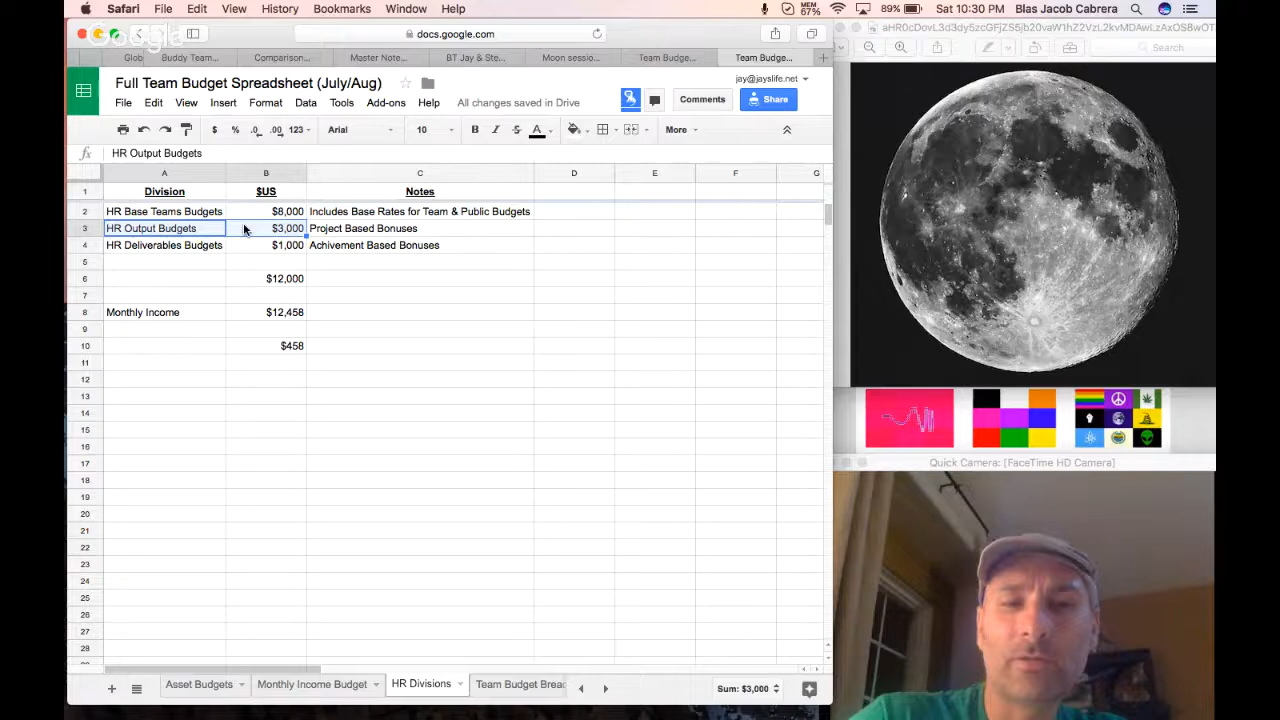 Safari File Edit View History Bookmarks Window Help MEM 67% 89% Sat 10:30 PM Blas Jacob Cabrera
docs.google.com
Glob Buddy Team... Comparison... Master Note... BT Jay & Ste... Moon sessio... Team Budge... Team Budge...
Full Team Budget Spreadsheet (July/Aug)
jay@jayslife.net
File Edit View Insert Format Data Tools Add-ons Help All changes saved in Drive
Comments Share
$ % .0 .00 123 Arial 10 B I S A More
fx HR Output Budgets
A B C D E F G
1 Division $US Notes
2 HR Base Teams Budgets $8,000 Includes Base Rates for Team & Public Budgets
3 HR Output Budgets $3,000 Project Based Bonuses
4 HR Deliverables Budgets $1,000 Achivement Based Bonuses
5
6 $12,000
7
8 Monthly Income $12,458
9
10 $458
11
12
13
14
15
16
17
18
19
20
21
22
23
24
25
26
27
28
Asset Budgets Monthly Income Budget HR Divisions Team Budget Brea
Sum: $3,000
Search
Quick Camera: [FaceTime HD Camera]